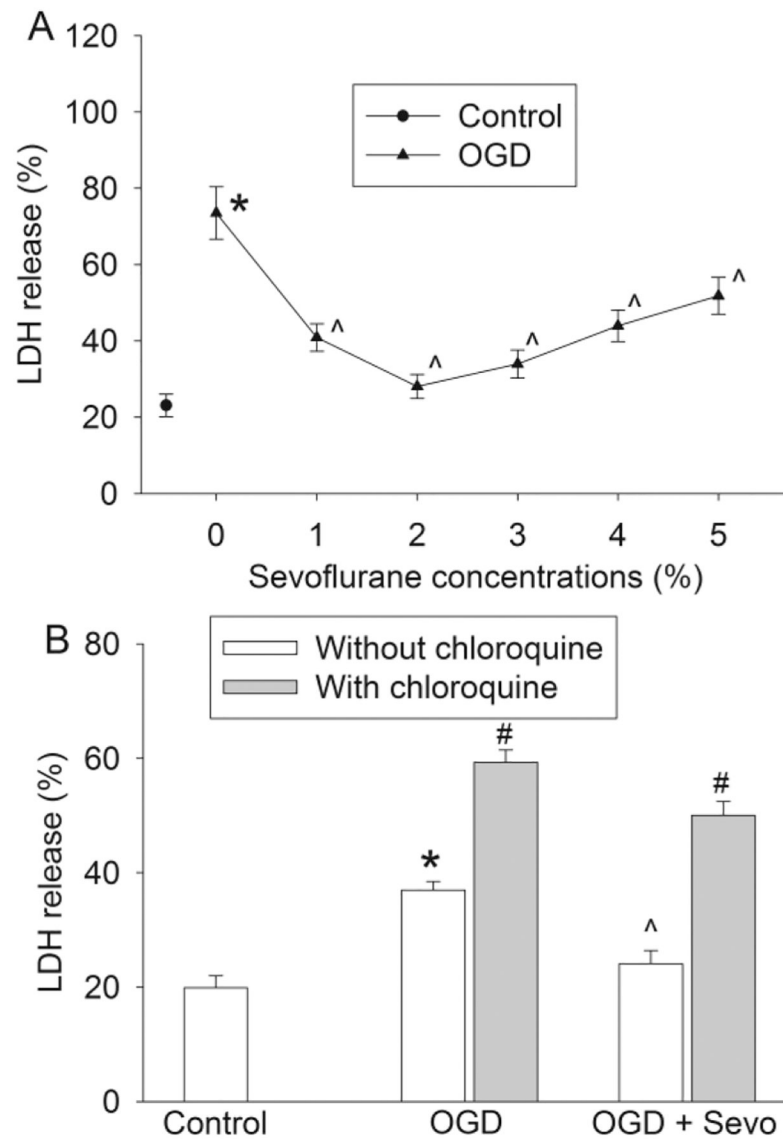 A
120
100
80
60
40
20
0
LDH release (%)
Control
OGD
*
^
^
^
^
^
0 1 2 3 4 5
Sevoflurane concentrations (%)
B
80
60
40
20
0
LDH release (%)
Without chloroquine
With chloroquine
*
#
^
#
Control OGD OGD + Sevo